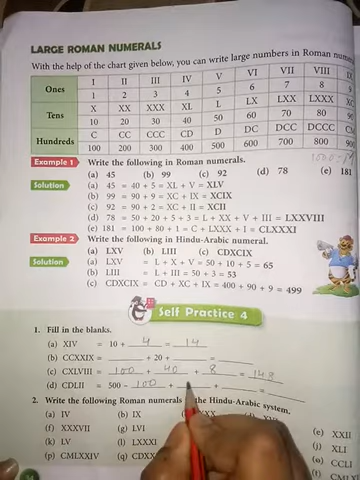 LARGE ROMAN NUMERALS
With the help of the chart given below, you can write large numbers in Roman
Ones I II III IV V VI VII VIII
1 2 3 4 5 6 7 8
Tens X XX XXX XL L LX LXX LXXX
10 20 30 40 50 60 70 80
Hundreds C CC CCC CD D DC DCC DCCC
100 200 300 400 500 600 700 800
Example 1 Write the following in Roman numerals.
(a) 45 (b) 99 (c) 92 (d) 78 (e) 181
Solution (a) 45 = 40 + 5 = XL + V = XLV
(b) 99 = 90 + 9 = XC + IX = XCIX
(c) 92 = 90 + 2 = XC + II = XCII
(d) 78 = 50 + 20 + 5 + 3 = L + XX + V + III = LXXVIII
(e) 181 = 100 + 80 + 1 = C + LXXX + I = CLXXXI
Example 2 Write the following in Hindu-Arabic numeral.
(a) LXV (b) LIII (c) CDXCIX
Solution (a) LXV = L + X + V = 50 + 10 + 5 = 65
(b) LIII = L + III = 50 + 3 = 53
(c) CDXCIX = CD + XC + IX = 400 + 90 + 9 = 499
Self Practice 4
1. Fill in the blanks.
(a) XIV = 10 + 4 = 14
(b) CCXXIX = + 20 + =
(c) CXLVIII = 100 + 40 + 8 = 148
(d) CDLII = 500 – 100 + + =
2. Write the following Roman numerals the Hindu-Arabic system.
(a) IV (b) IX (e) XXII
(f) XXXVII (g) LVI (j) XLI
(k) LV (l) LXXXI (o) CCLI
(p) CMLXXIV